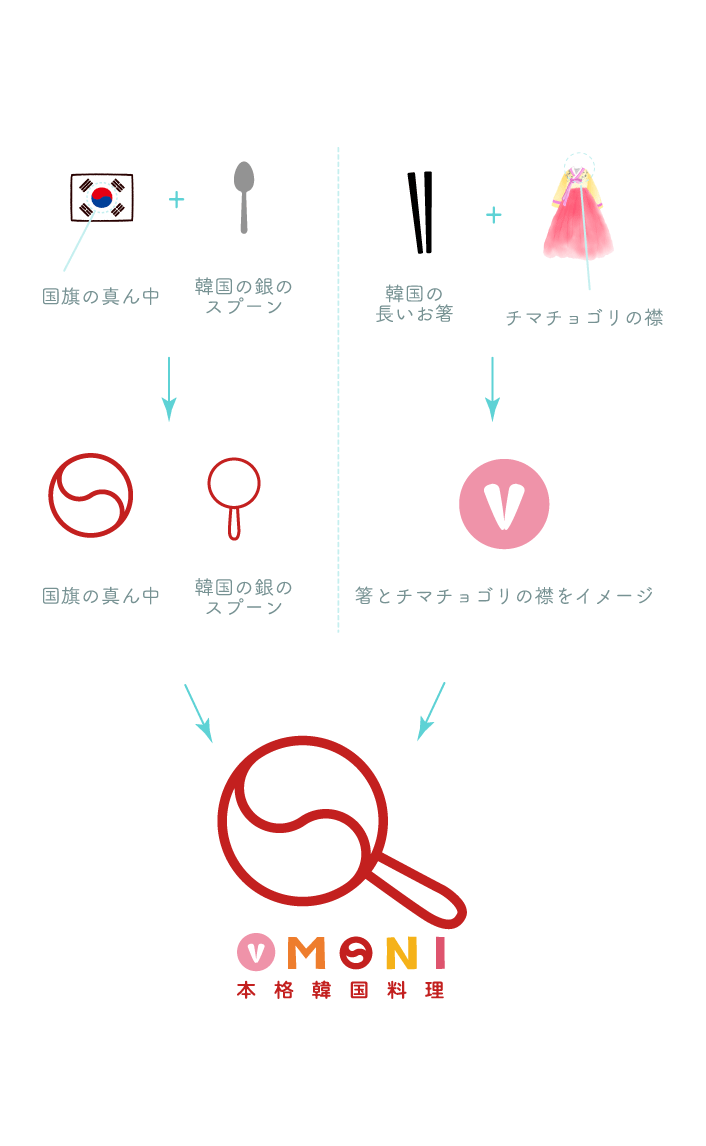 国旗の真ん中
韓国の銀の
スプーン
韓国の
長いお箸
チマチョゴリの襟
国旗の真ん中
韓国の銀の
スプーン
箸とチマチョゴリの襟をイメージ
OMONI
本格韓国料理